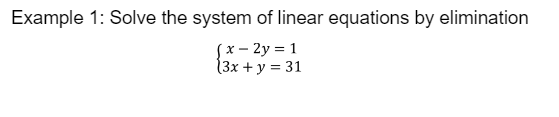 Example 1: Solve the system of linear equations by elimination
x − 2y = 1
3x + y = 31